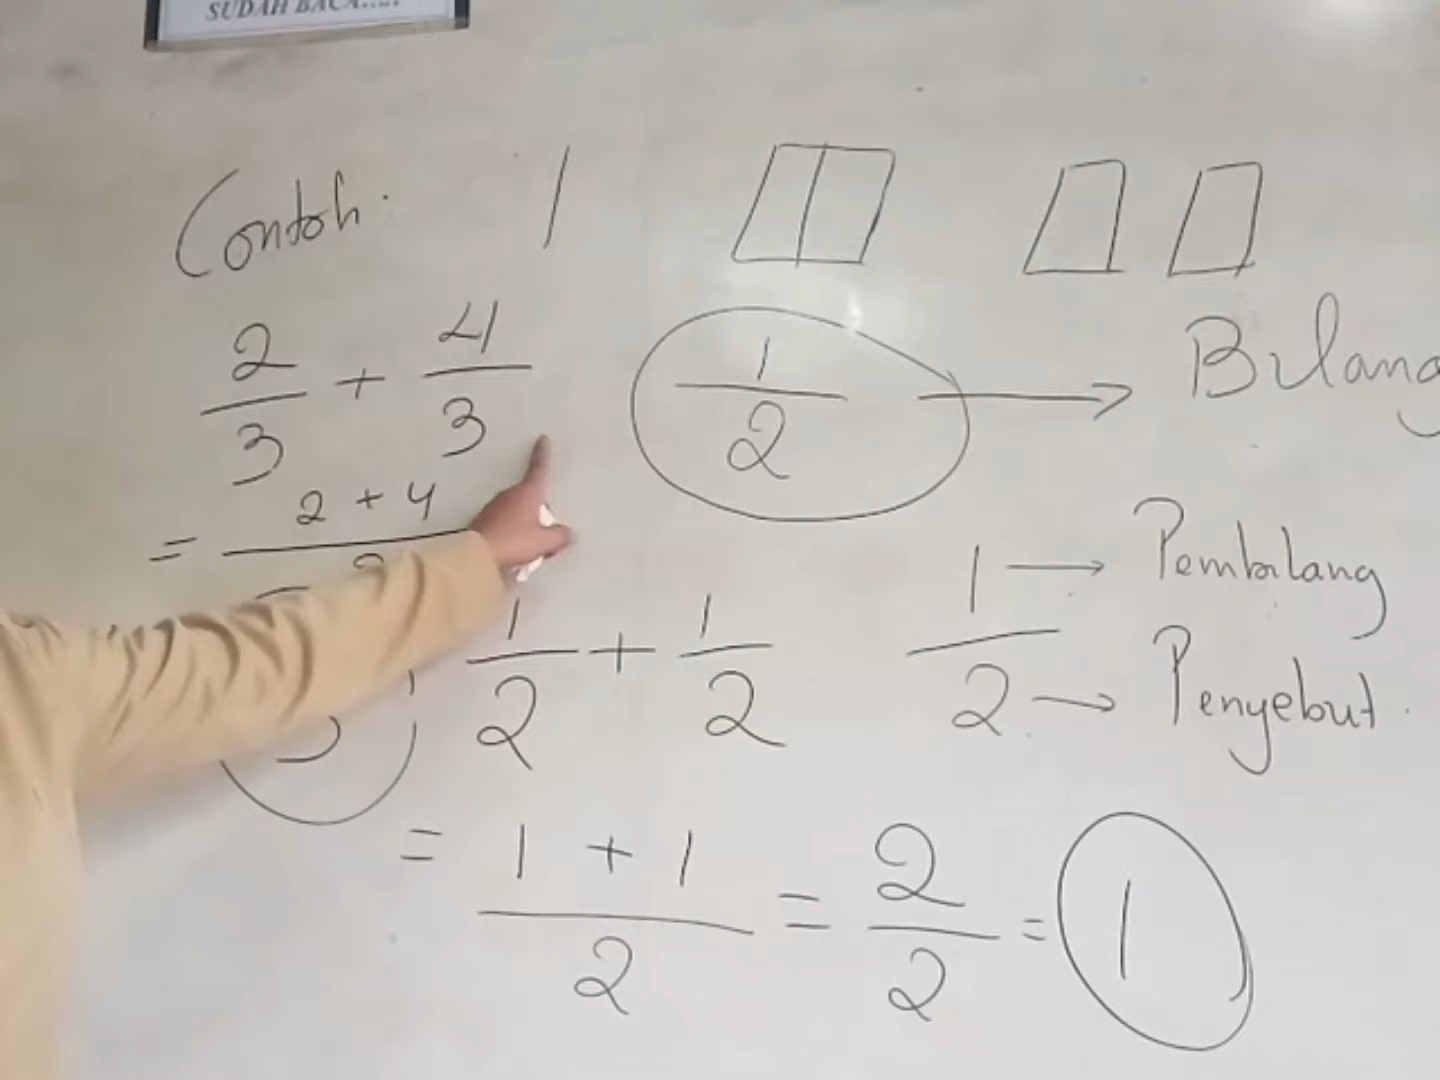 SUDAH BACA.....
Contoh: 1
2/3 + 4/3
1/2 →
= 2 + 4
1/2 + 1/2
1 → Pembilang
2 → Penyebut.
= 1 + 1 / 2 = 2/2 = 1